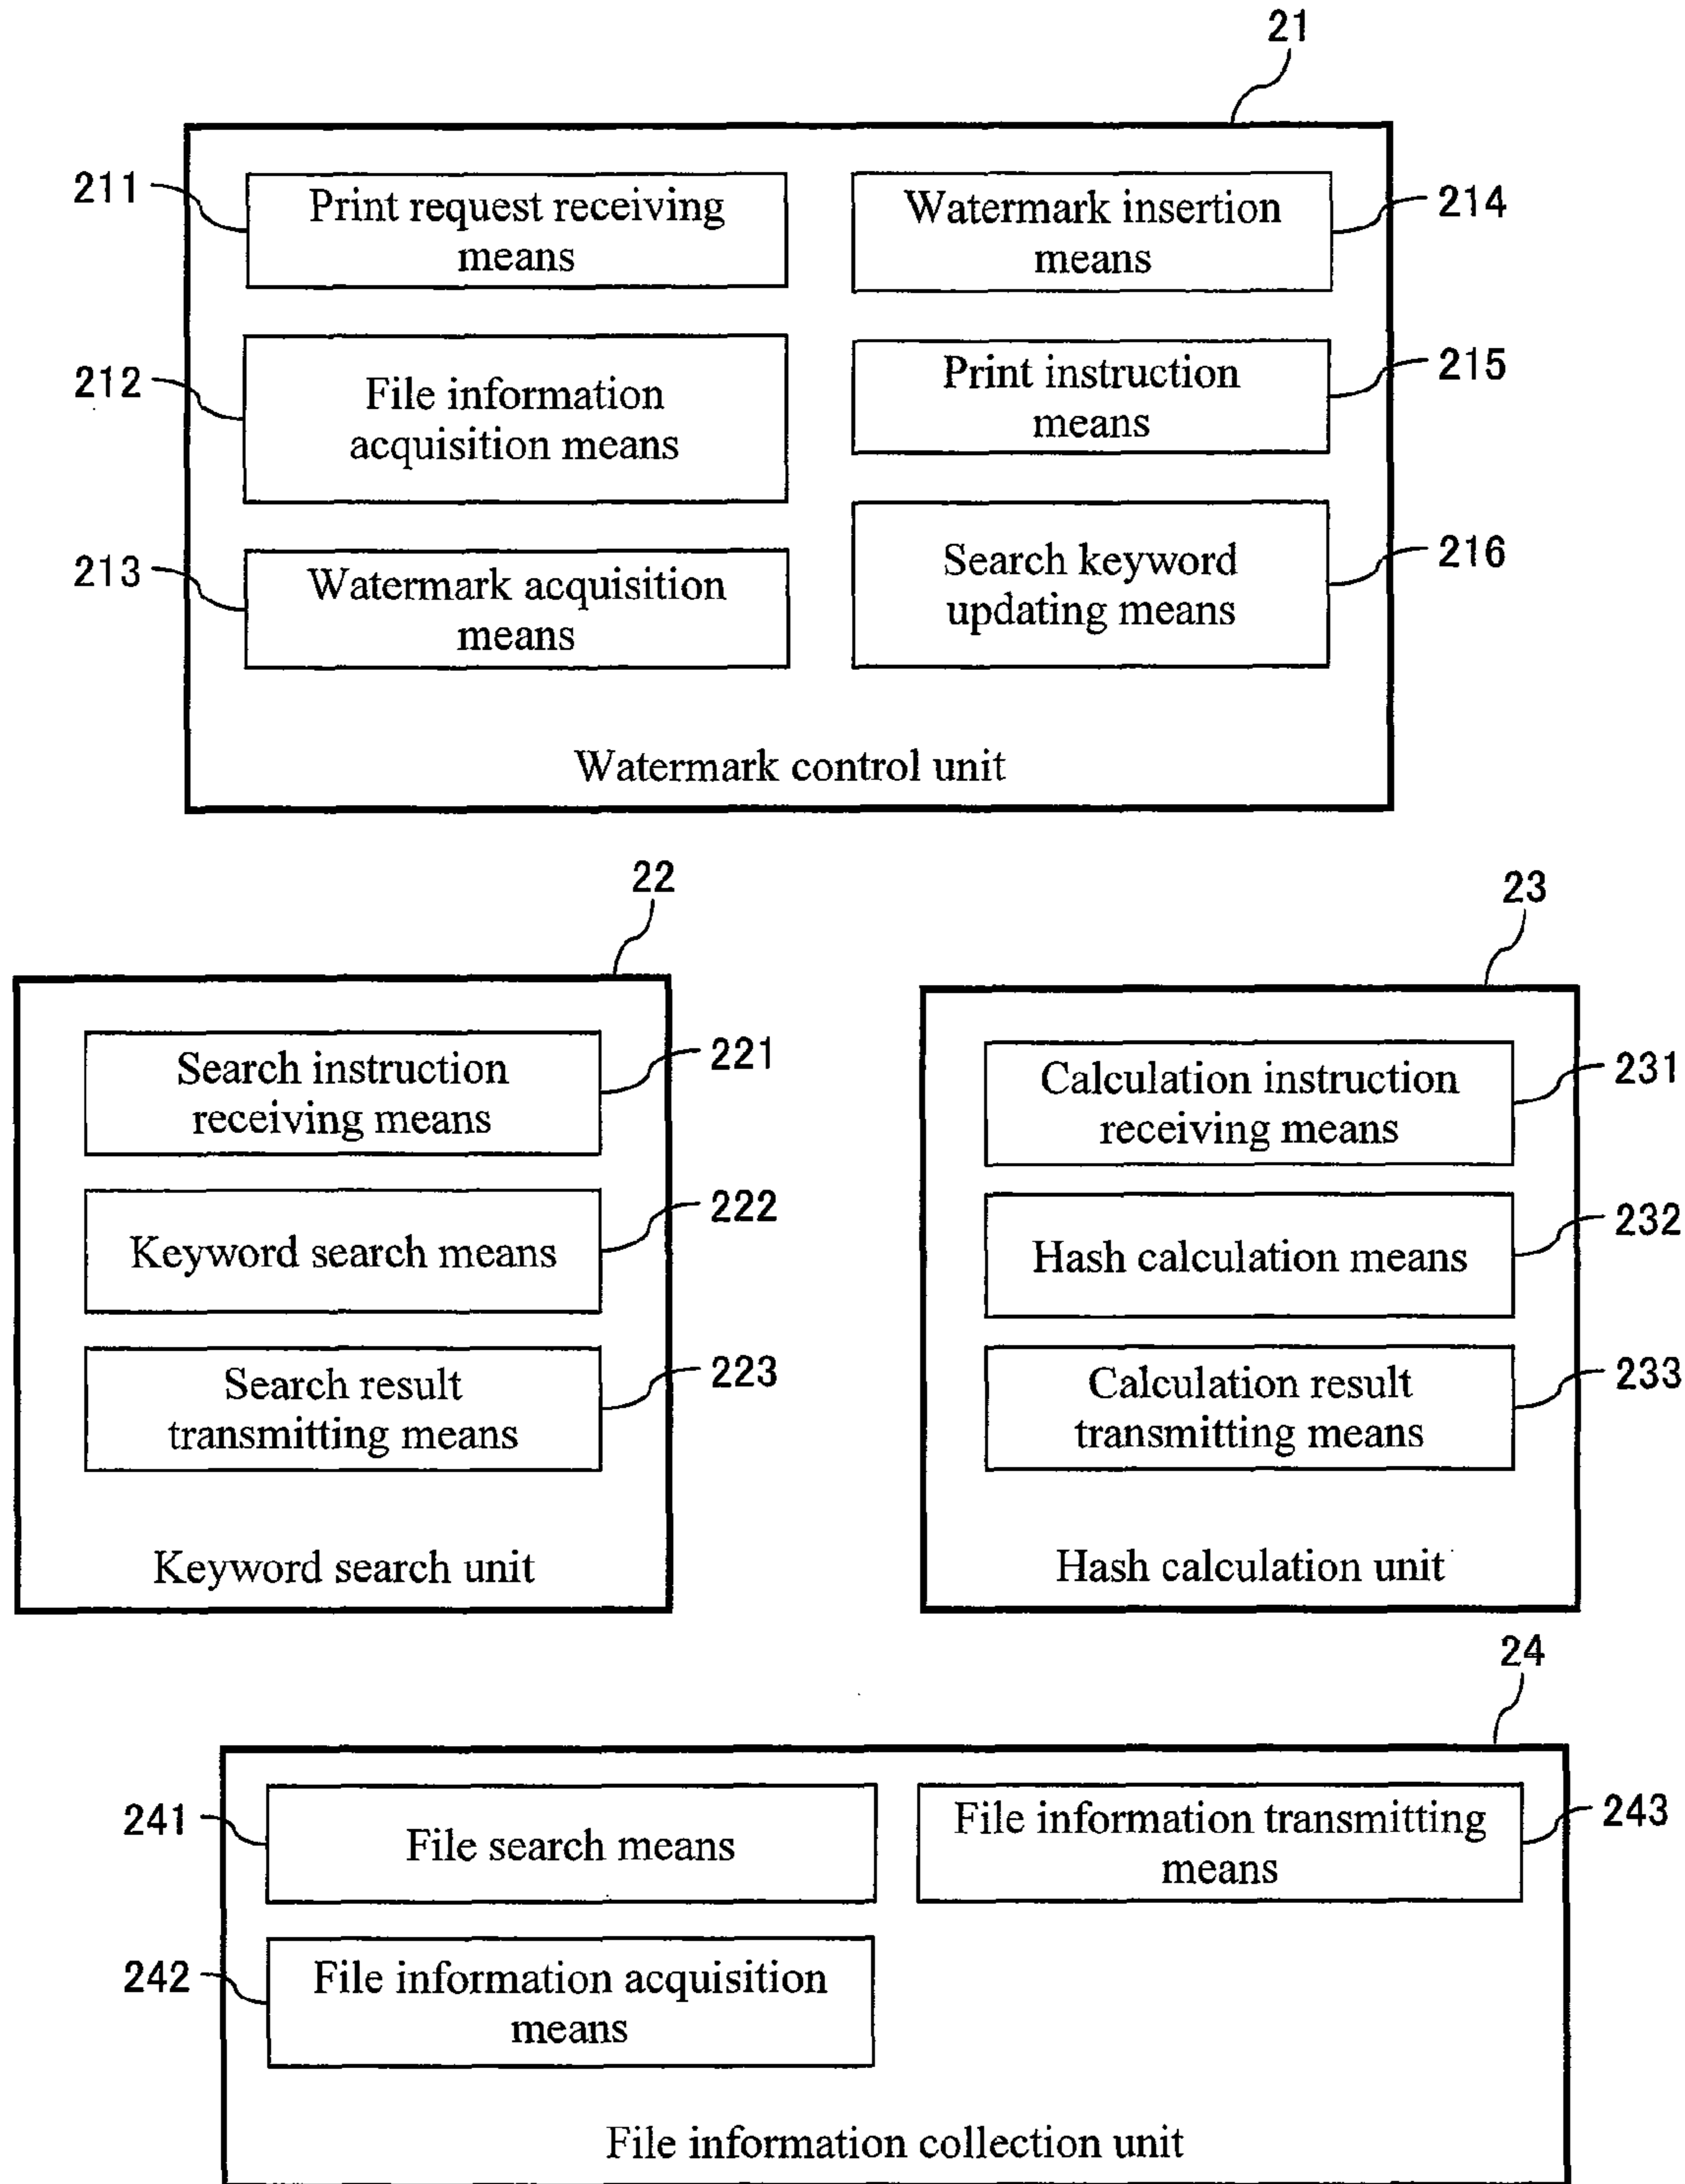 21
211
Print request receiving
means
Watermark insertion
means
214
212
File information
acquisition means
Print instruction
means
215
213
Watermark acquisition
means
Search keyword
updating means
216
Watermark control unit
22
Search instruction
receiving means
221
Keyword search means
222
Search result
transmitting means
223
Keyword search unit
23
Calculation instruction
receiving means
231
Hash calculation means
232
Calculation result
transmitting means
233
Hash calculation unit
24
241
File search means
File information transmitting
means
243
242
File information acquisition
means
File information collection unit